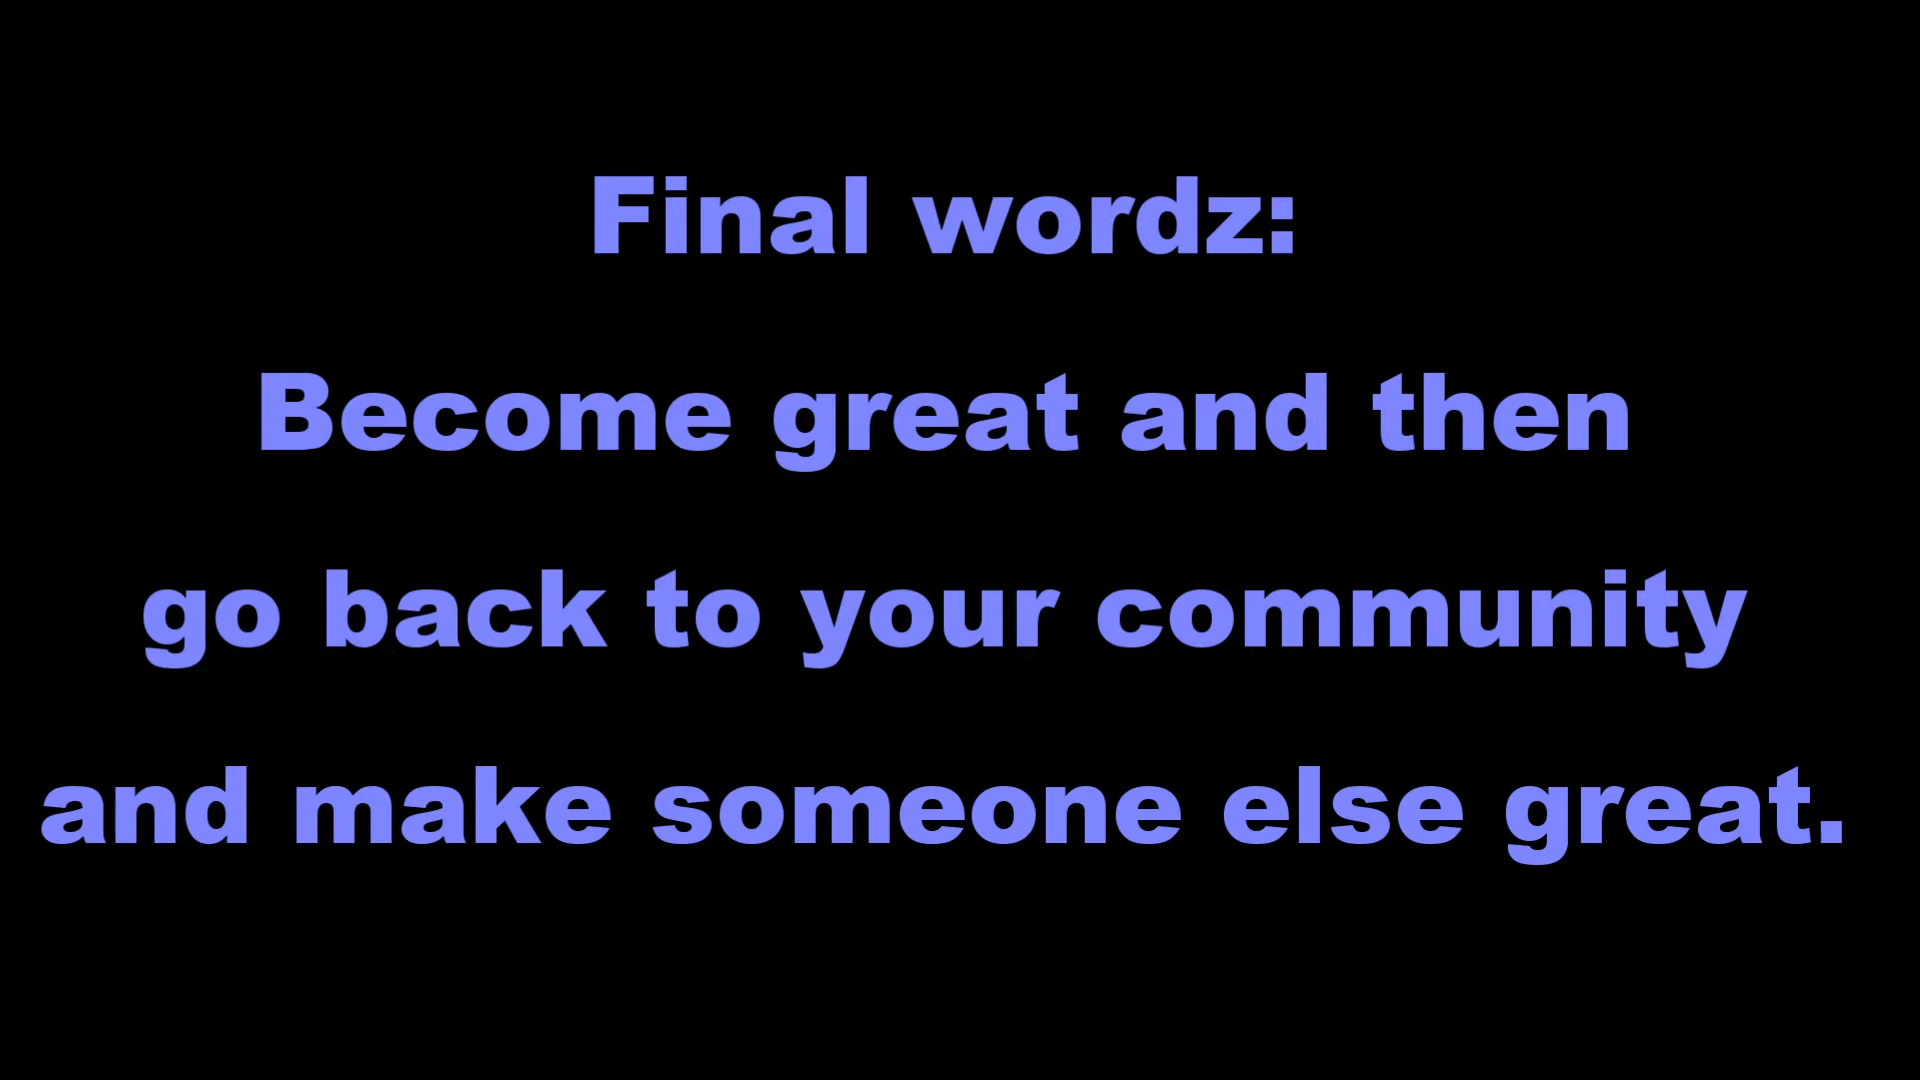 Final wordz:
Become great and then
go back to your community
and make someone else great.